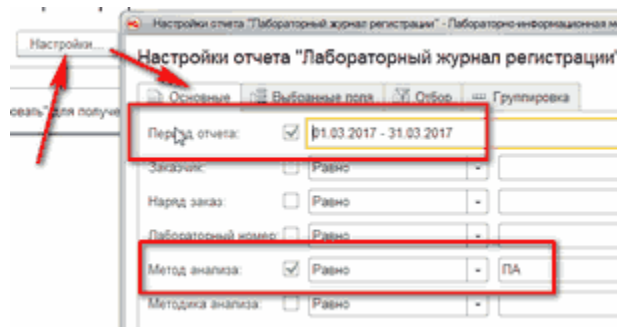 Настройки отчета "Лабораторный журнал регистрации" - Лабораторно-информационная м
Настройки...
Настройки отчета "Лабораторный журнал регистрации"
Основные Выбранные поля Отбор Группировка
овать" для получе
Период отчета: 01.03.2017 - 31.03.2017
Заказчик: Равно
Наряд заказ: Равно
Лабораторный номер: Равно
Метод анализа: Равно ПА
Методика анализа: Равно